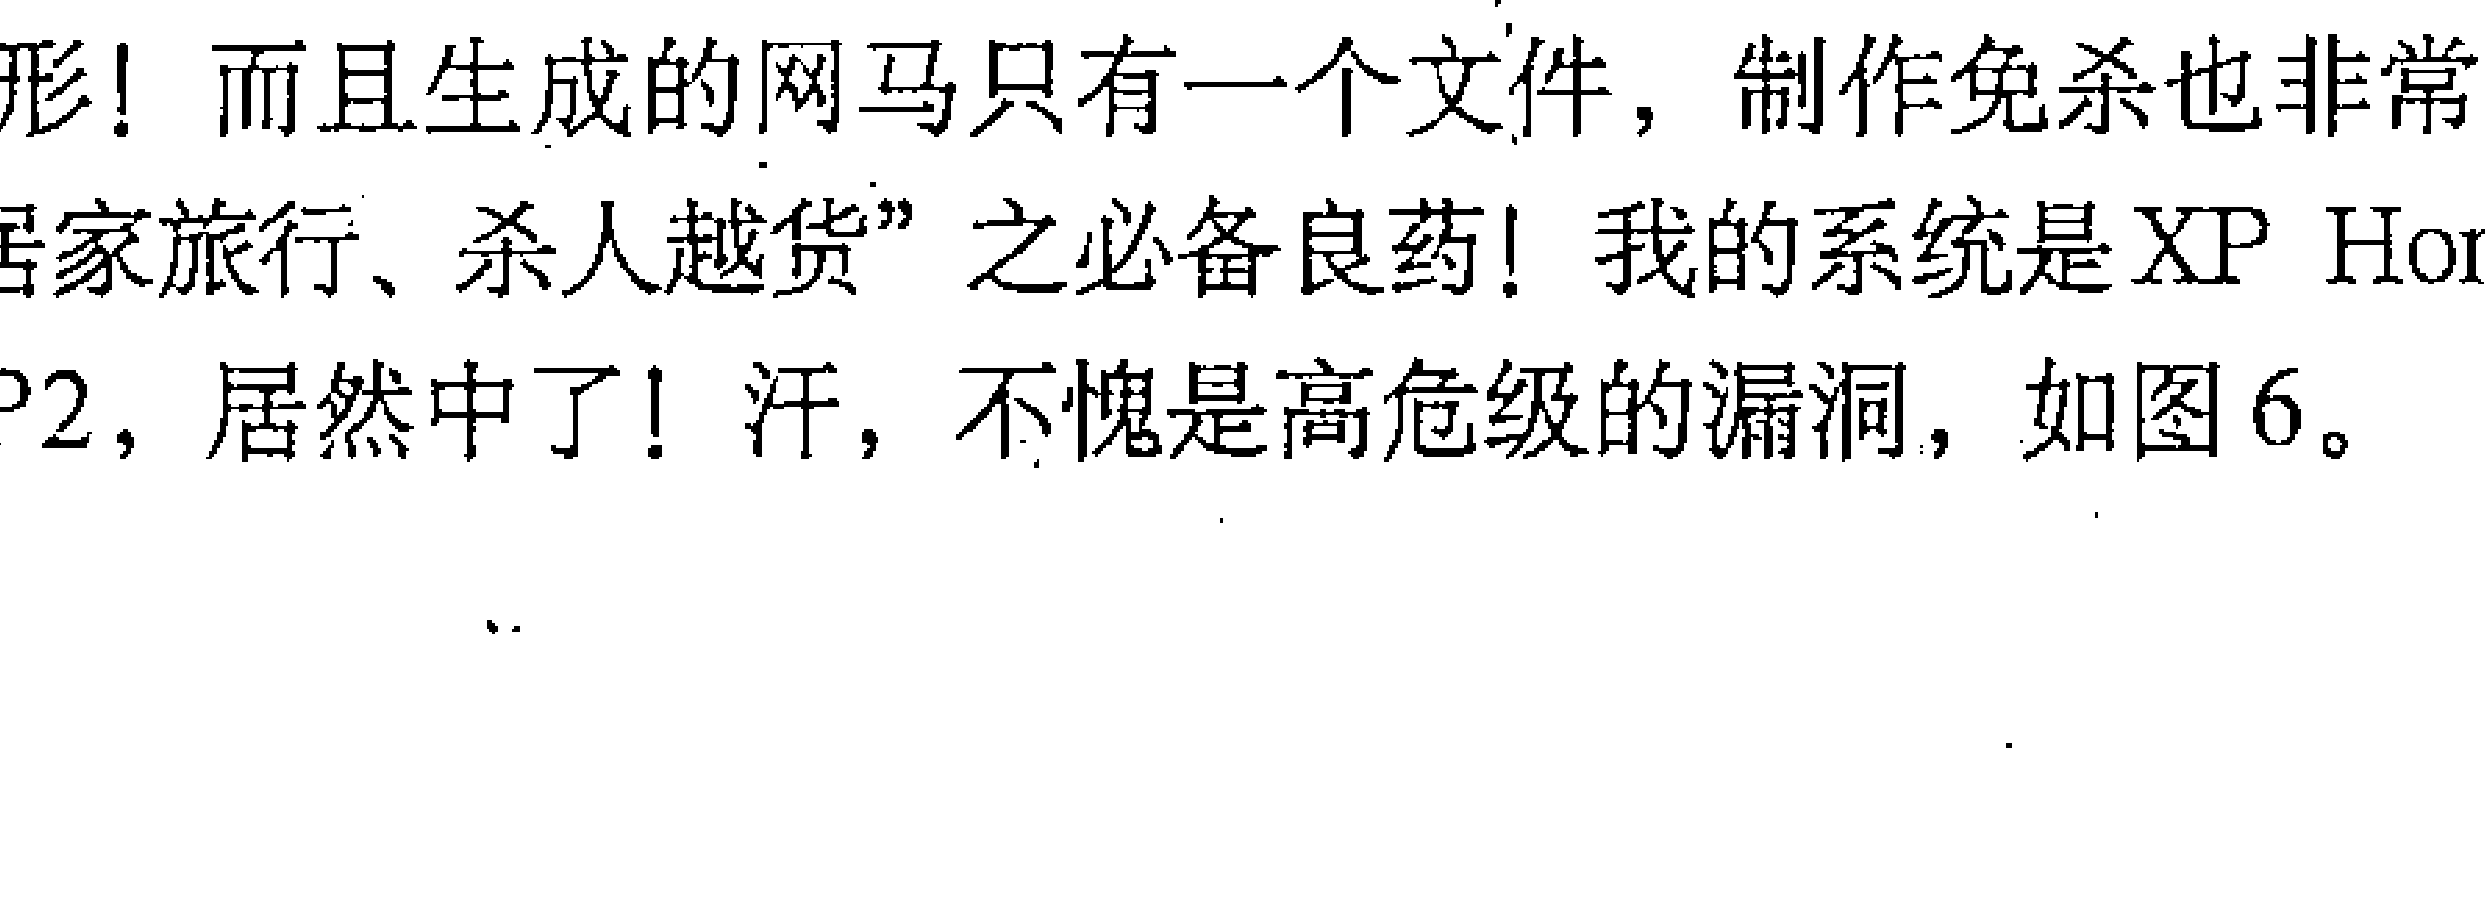 形！而且生成的网马只有一个文件，制作免杀也非常
居家旅行、杀人越货”之必备良药！我的系统是XP Hor
P2，居然中了！汗，不愧是高危级的漏洞，如图6。